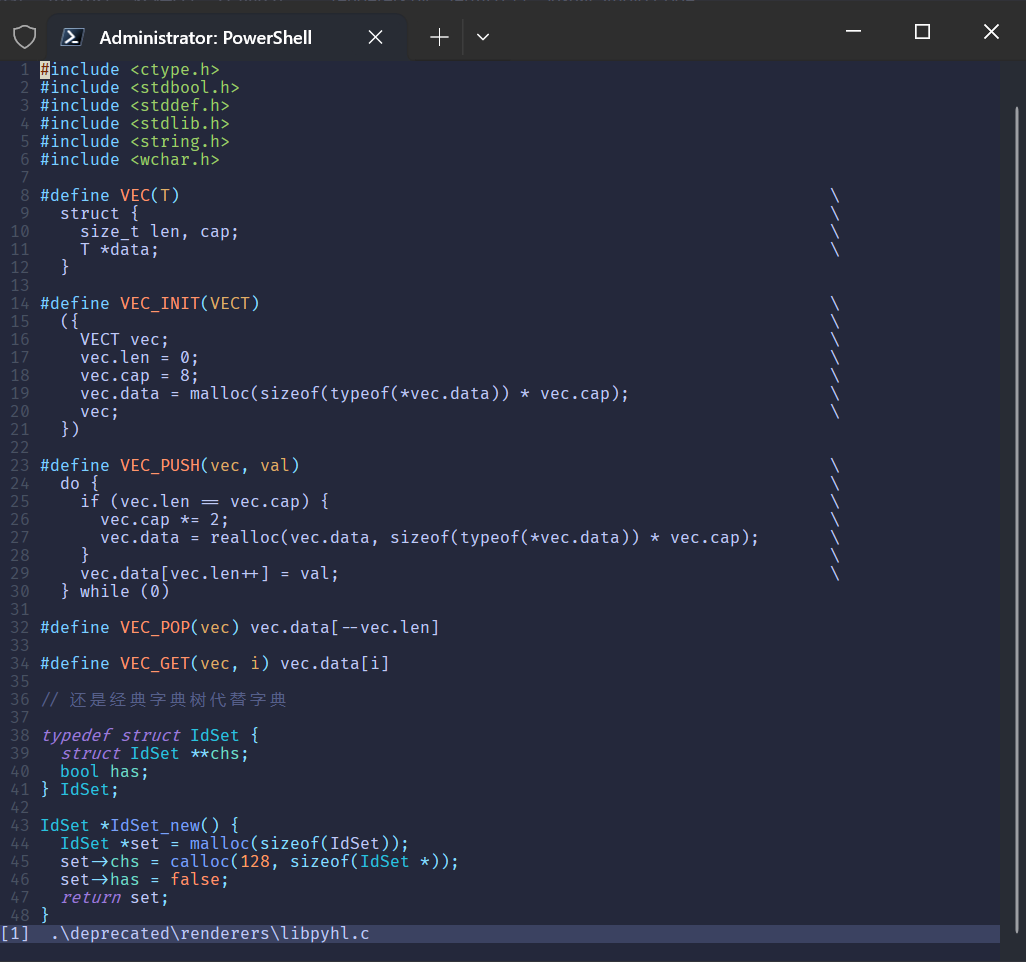 Administrator: PowerShell
1 #include <ctype.h>
2 #include <stdbool.h>
3 #include <stddef.h>
4 #include <stdlib.h>
5 #include <string.h>
6 #include <wchar.h>
7
8 #define VEC(T) \
9 struct { \
10 size_t len, cap; \
11 T *data; \
12 }
13
14 #define VEC_INIT(VECT) \
15 ({ \
16 VECT vec; \
17 vec.len = 0; \
18 vec.cap = 8; \
19 vec.data = malloc(sizeof(typeof(*vec.data)) * vec.cap); \
20 vec; \
21 })
22
23 #define VEC_PUSH(vec, val) \
24 do { \
25 if (vec.len == vec.cap) { \
26 vec.cap *= 2; \
27 vec.data = realloc(vec.data, sizeof(typeof(*vec.data)) * vec.cap); \
28 } \
29 vec.data[vec.len++] = val; \
30 } while (0)
31
32 #define VEC_POP(vec) vec.data[--vec.len]
33
34 #define VEC_GET(vec, i) vec.data[i]
35
36 // 还是经典字典树代替字典
37
38 typedef struct IdSet {
39 struct IdSet **chs;
40 bool has;
41 } IdSet;
42
43 IdSet *IdSet_new() {
44 IdSet *set = malloc(sizeof(IdSet));
45 set->chs = calloc(128, sizeof(IdSet *));
46 set->has = false;
47 return set;
48 }
[1] .\deprecated\renderers\libpyhl.c